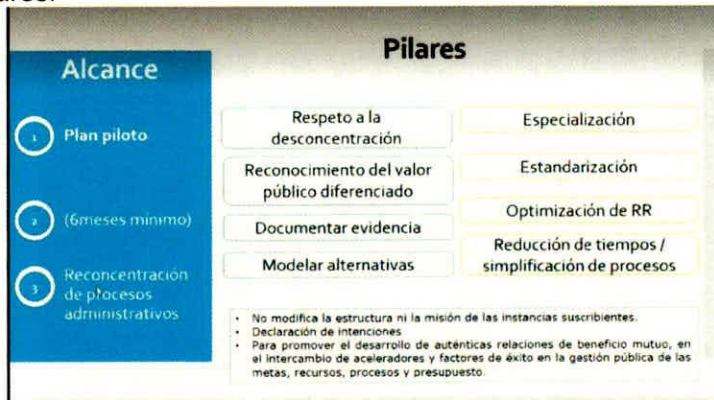 Alcance
1 Plan piloto
2 (6meses mínimo)
3 Reconcentración
de procesos
administrativos
Pilares
Respeto a la
desconcentración
Reconocimiento del valor
público diferenciado
Documentar evidencia
Modelar alternativas
Especialización
Estandarización
Optimización de RR
Reducción de tiempos /
simplificación de procesos
• No modifica la estructura ni la misión de las instancias suscribientes.
• Declaración de intenciones
• Para promover el desarrollo de auténticas relaciones de beneficio mutuo, en
el intercambio de aceleradores y factores de éxito en la gestión pública de las
metas, recursos, procesos y presupuesto.